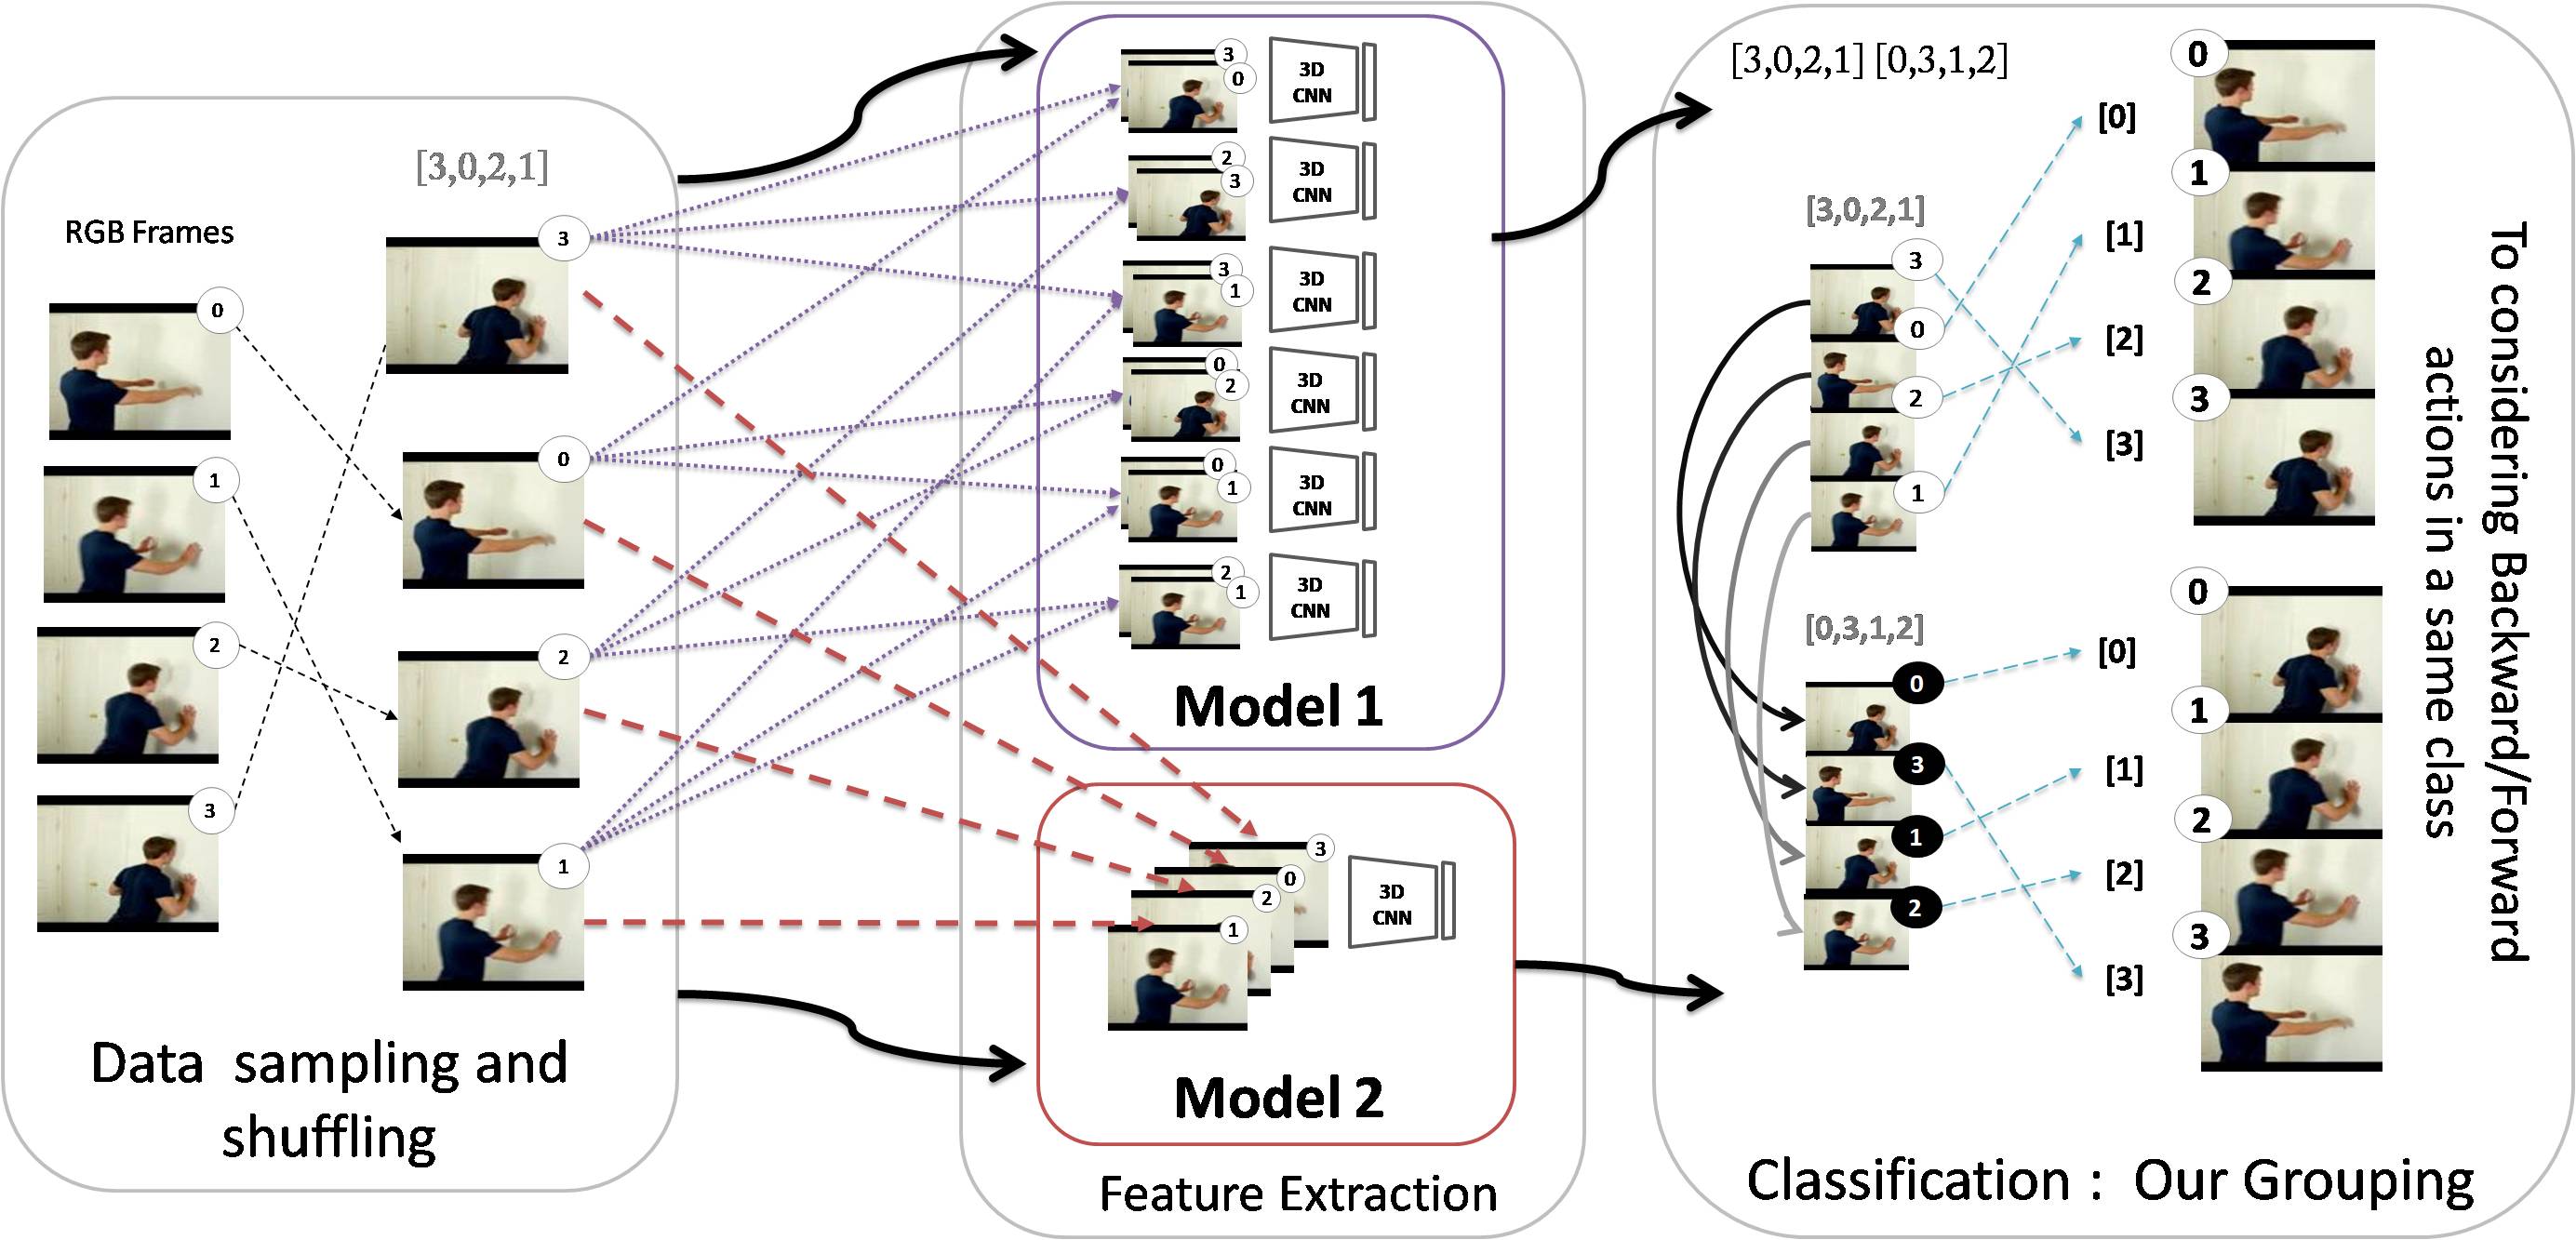 [3,0,2,1]
RGB Frames
0
1
2
3
3
0
2
1
Data sampling and
shuffling
3
0
3D
CNN
2
3
3D
CNN
3
1
3D
CNN
0
2
3D
CNN
0
1
3D
CNN
2
1
3D
CNN
Model 1
3
0
2
1
3D
CNN
Model 2
Feature Extraction
[3,0,2,1] [0,3,1,2]
[3,0,2,1]
3
0
2
1
[0]
[1]
[2]
[3]
0
1
2
3
[0,3,1,2]
0
3
1
2
[0]
[1]
[2]
[3]
0
1
2
3
To considering Backward/Forward
actions in a same class
Classification : Our Grouping